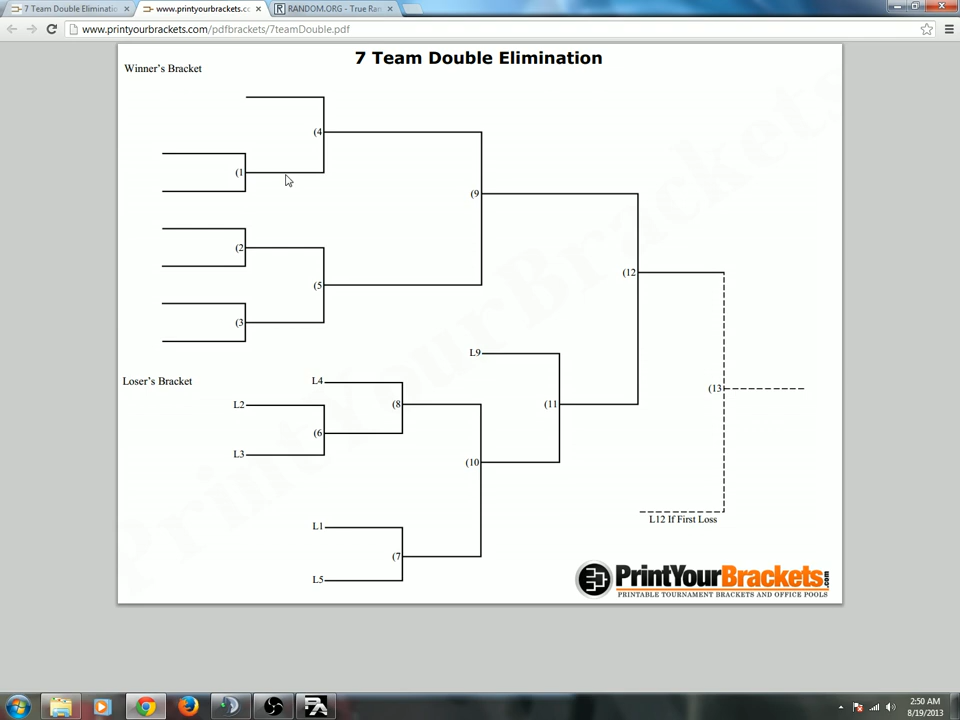 7 Team Double Eliminatio
www.printyourbrackets.cc
RANDOM.ORG - True Ran
www.printyourbrackets.com/pdfbrackets/7teamDouble.pdf
7 Team Double Elimination
Winner's Bracket
(4
(1
(9
(2
(5
(12
(3
L9
Loser's Bracket
L4
(13
L2
(8
(11
(6
L3
(10
L12 If First Loss
L1
(7
L5
PrintYourBrackets.com
PRINTABLE TOURNAMENT BRACKETS AND OFFICE POOLS
PrintYourBrackets
2:50 AM
8/19/2013